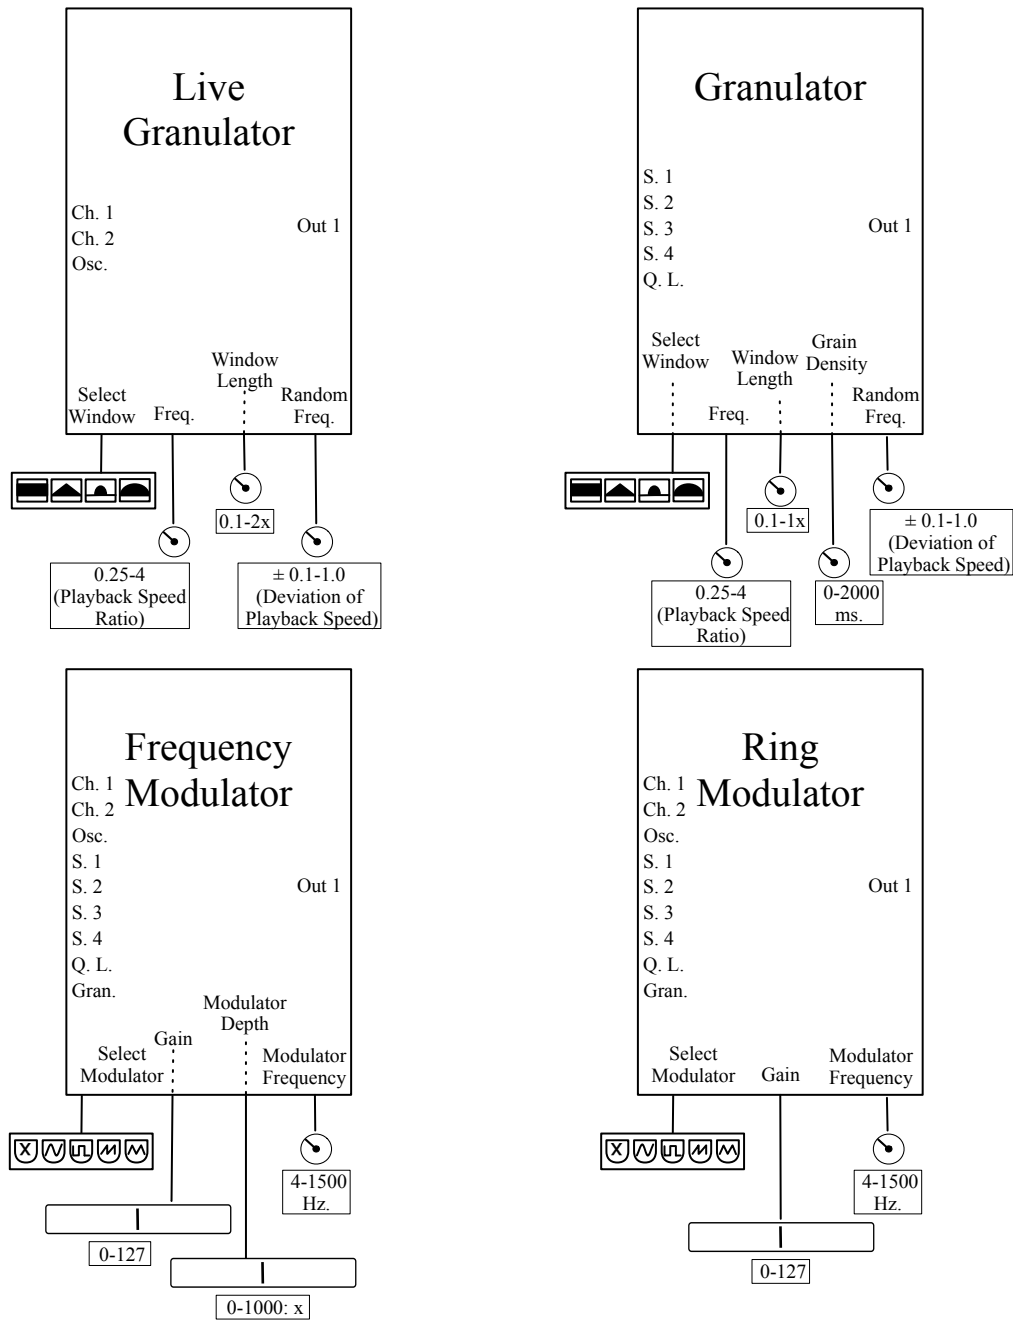 Live
Granulator
Ch. 1
Ch. 2
Osc.
Out 1
Window
Length
Select
Window
Freq.
Random
Freq.
0.1-2x
0.25-4
(Playback Speed
Ratio)
± 0.1-1.0
(Deviation of
Playback Speed)
Granulator
S. 1
S. 2
S. 3
S. 4
Q. L.
Out 1
Select
Window
Freq.
Window
Length
Grain
Density
Random
Freq.
0.1-1x
0.25-4
(Playback Speed
Ratio)
0-2000
ms.
± 0.1-1.0
(Deviation of
Playback Speed)
Frequency
Modulator
Ch. 1
Ch. 2
Osc.
S. 1
S. 2
S. 3
S. 4
Q. L.
Gran.
Out 1
Select
Modulator
Gain
Modulator
Depth
Modulator
Frequency
X
4-1500
Hz.
0-127
0-1000: x
Ring
Modulator
Ch. 1
Ch. 2
Osc.
S. 1
S. 2
S. 3
S. 4
Q. L.
Gran.
Out 1
Select
Modulator
Gain
Modulator
Frequency
X
4-1500
Hz.
0-127